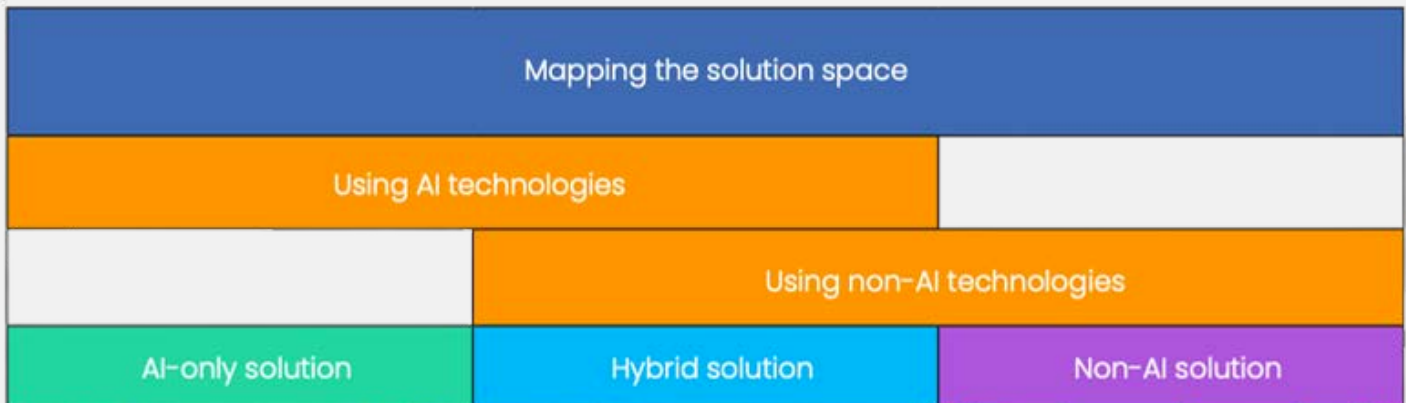 Mapping the solution space
Using AI technologies
Using non-AI technologies
AI-only solution
Hybrid solution
Non-AI solution